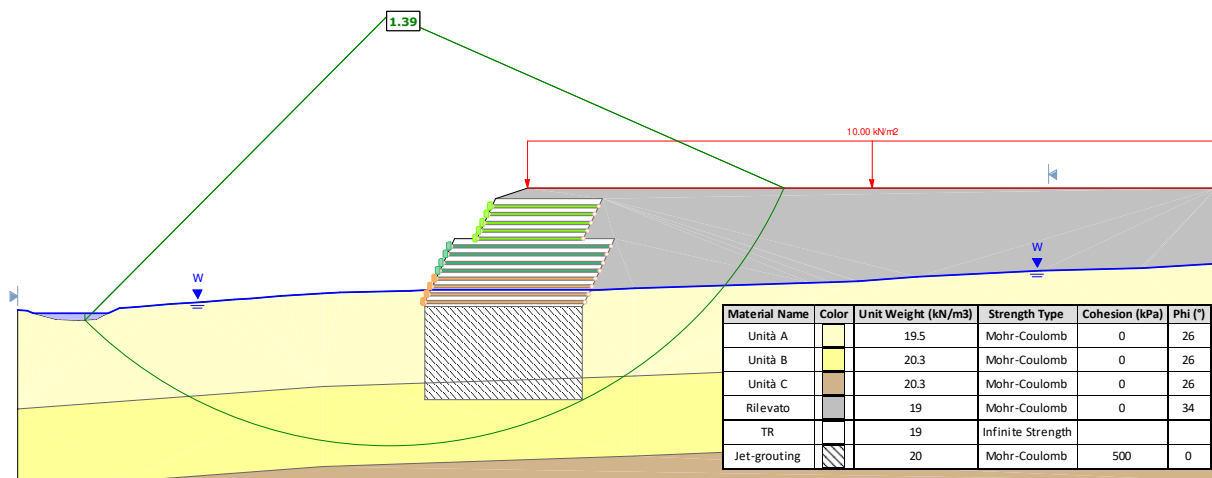 1.39
10.00 kN/m2
W
W
Material Name Color Unit Weight (kN/m3) Strength Type Cohesion (kPa) Phi (°)
Unità A 19.5 Mohr-Coulomb 0 26
Unità B 20.3 Mohr-Coulomb 0 26
Unità C 20.3 Mohr-Coulomb 0 26
Rilevato 19 Mohr-Coulomb 0 34
TR 19 Infinite Strength
Jet-grouting 20 Mohr-Coulomb 500 0